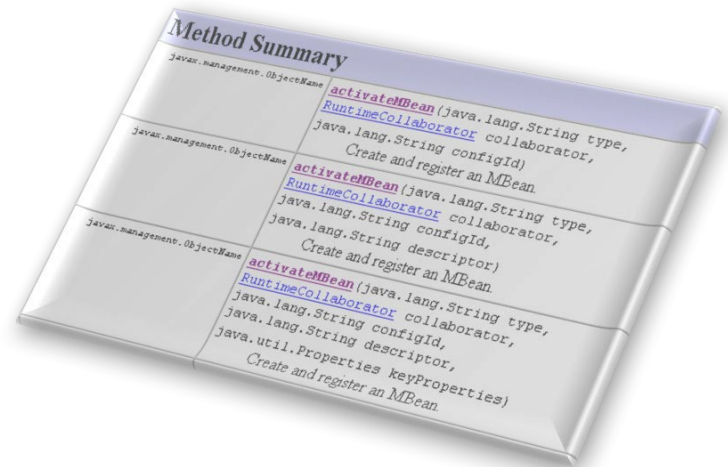 Method Summary
javax.management.ObjectName
activateMBean(java.lang.String type,
RuntimeCollaborator collaborator,
java.lang.String configId)
Create and register an MBean.
javax.management.ObjectName
activateMBean(java.lang.String type,
RuntimeCollaborator collaborator,
java.lang.String configId,
java.lang.String descriptor)
Create and register an MBean.
javax.management.ObjectName
activateMBean(java.lang.String type,
RuntimeCollaborator collaborator,
java.lang.String configId,
java.lang.String descriptor,
java.util.Properties keyProperties)
Create and register an MBean.